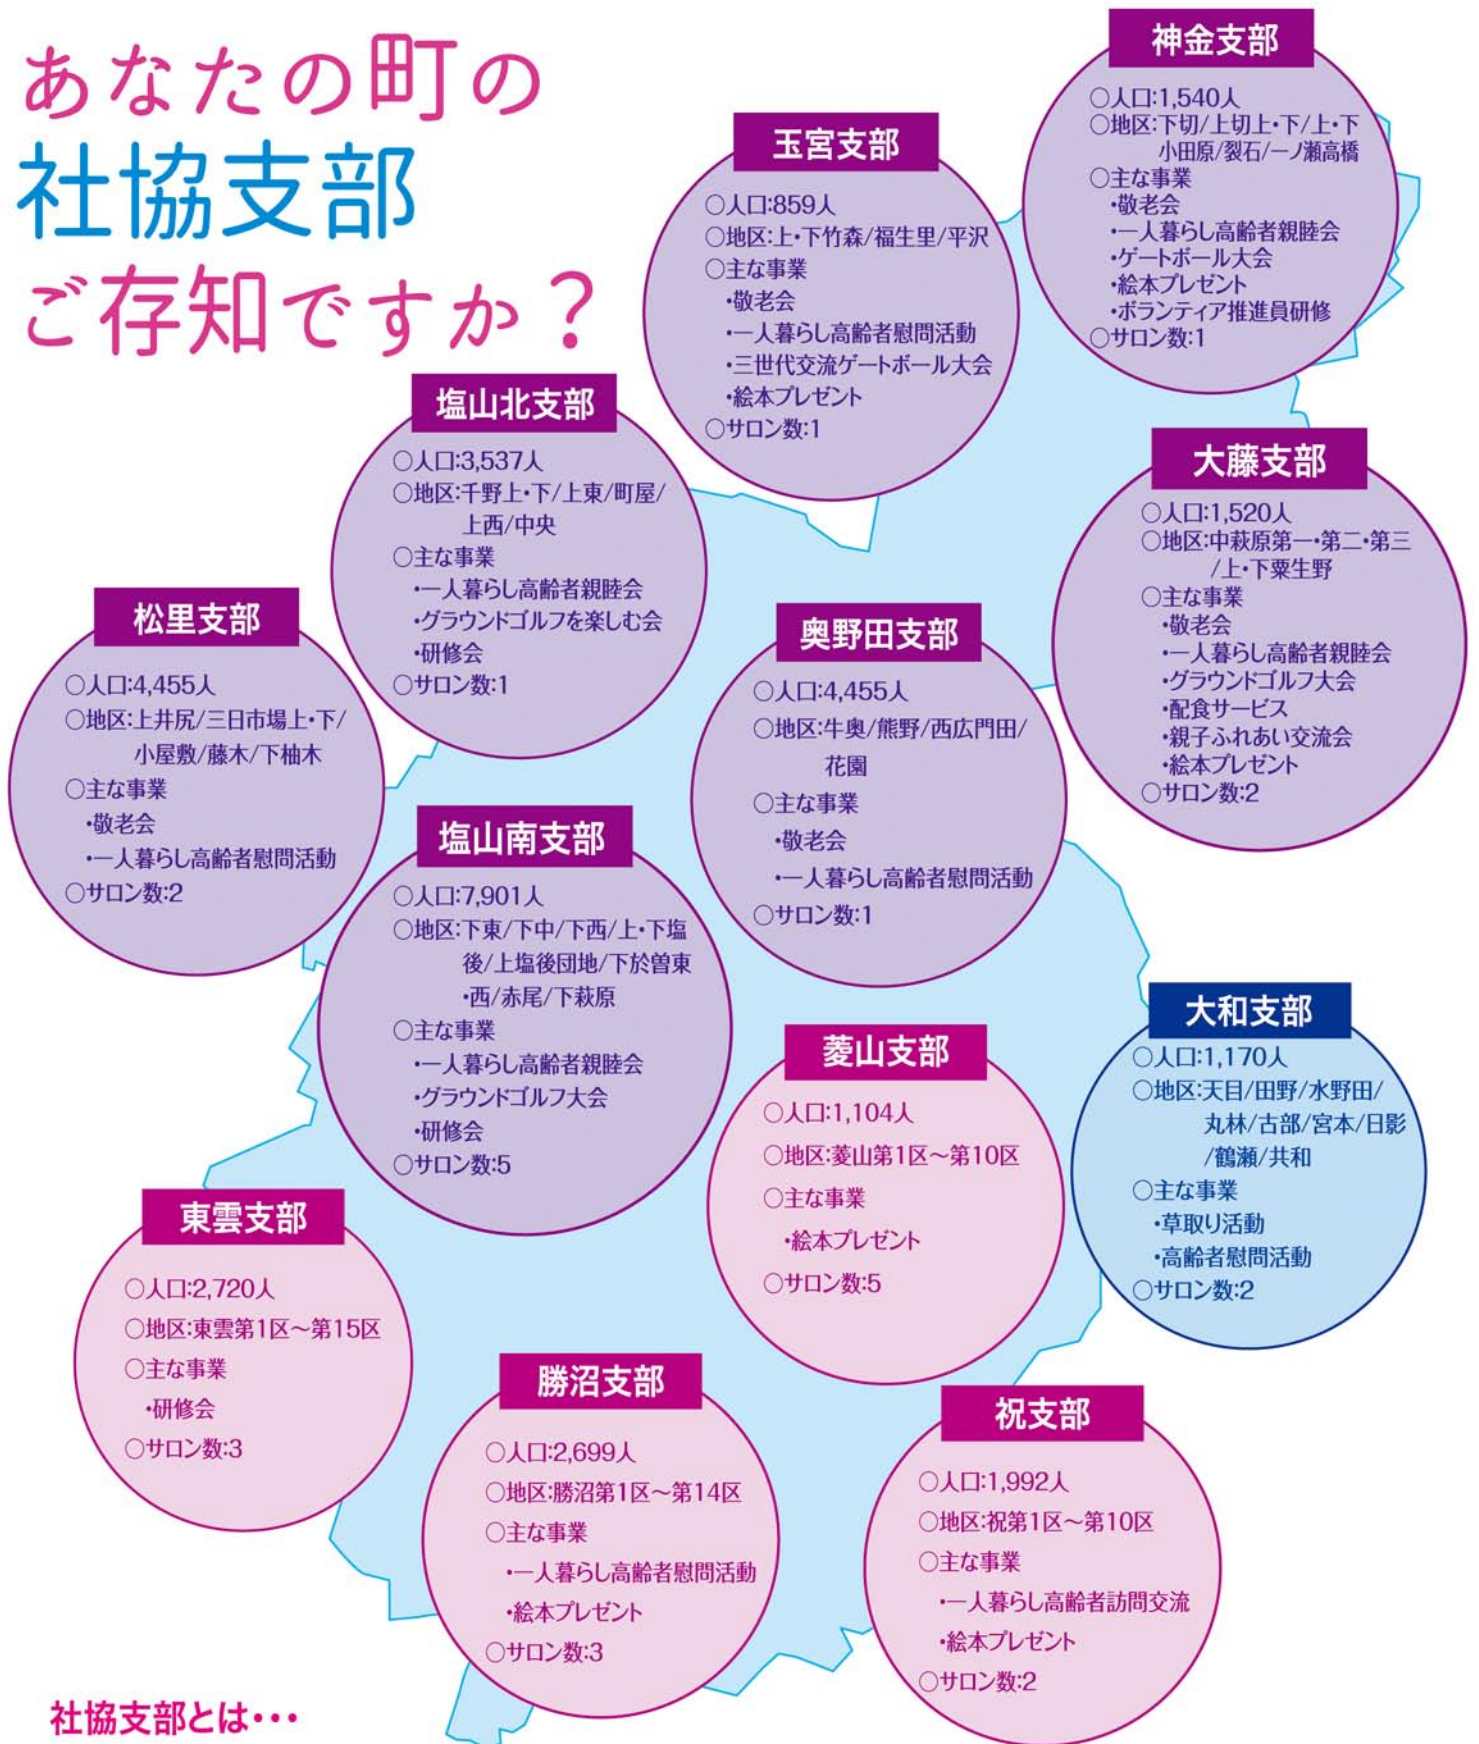 あなたの町の
社協支部
ご存知ですか？
神金支部
○人口:1,540人
○地区:下切/上切上・下/上・下
小田原/裂石/一ノ瀬高橋
○主な事業
・敬老会
・一人暮らし高齢者親睦会
・ゲートボール大会
・絵本プレゼント
・ボランティア推進員研修
○サロン数:1
玉宮支部
○人口:859人
○地区:上・下竹森/福生里/平沢
○主な事業
・敬老会
・一人暮らし高齢者慰問活動
・三世代交流ゲートボール大会
・絵本プレゼント
○サロン数:1
塩山北支部
○人口:3,537人
○地区:千野上・下/上東/町屋/
上西/中央
○主な事業
・一人暮らし高齢者親睦会
・グラウンドゴルフを楽しむ会
・研修会
○サロン数:1
大藤支部
○人口:1,520人
○地区:中萩原第一・第二・第三
/上・下粟生野
○主な事業
・敬老会
・一人暮らし高齢者親睦会
・グラウンドゴルフ大会
・配食サービス
・親子ふれあい交流会
・絵本プレゼント
○サロン数:2
松里支部
○人口:4,455人
○地区:上井尻/三日市場上・下/
小屋敷/藤木/下柚木
○主な事業
・敬老会
・一人暮らし高齢者慰問活動
○サロン数:2
奥野田支部
○人口:4,455人
○地区:牛奥/熊野/西広門田/
花園
○主な事業
・敬老会
・一人暮らし高齢者慰問活動
○サロン数:1
塩山南支部
○人口:7,901人
○地区:下東/下中/下西/上・下塩
後/上塩後団地/下於曽東
・西/赤尾/下萩原
○主な事業
・一人暮らし高齢者親睦会
・グラウンドゴルフ大会
・研修会
○サロン数:5
大和支部
○人口:1,170人
○地区:天目/田野/水野田/
丸林/古部/宮本/日影
/鶴瀬/共和
○主な事業
・草取り活動
・高齢者慰問活動
○サロン数:2
菱山支部
○人口:1,104人
○地区:菱山第1区～第10区
○主な事業
・絵本プレゼント
○サロン数:5
東雲支部
○人口:2,720人
○地区:東雲第1区～第15区
○主な事業
・研修会
○サロン数:3
勝沼支部
○人口:2,699人
○地区:勝沼第1区～第14区
○主な事業
・一人暮らし高齢者慰問活動
・絵本プレゼント
○サロン数:3
祝支部
○人口:1,992人
○地区:祝第1区～第10区
○主な事業
・一人暮らし高齢者訪問交流
・絵本プレゼント
○サロン数:2
社協支部とは・・・